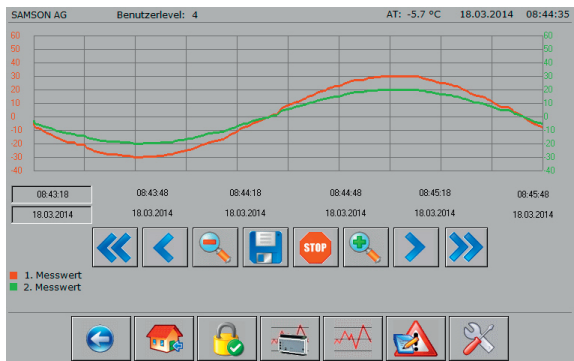 SAMSON AG Benutzerlevel: 4 AT: -5.7 °C 18.03.2014 08:44:35
60 60
50 50
40 40
30 30
20 20
10 10
0 0
-10 -10
-20 -20
-30 -30
-40 -40
08:43:18 08:43:48 08:44:18 08:44:48 08:45:18 08:45:48
18.03.2014 18.03.2014 18.03.2014 18.03.2014 18.03.2014 18.03.2014
STOP
1. Messwert
2. Messwert